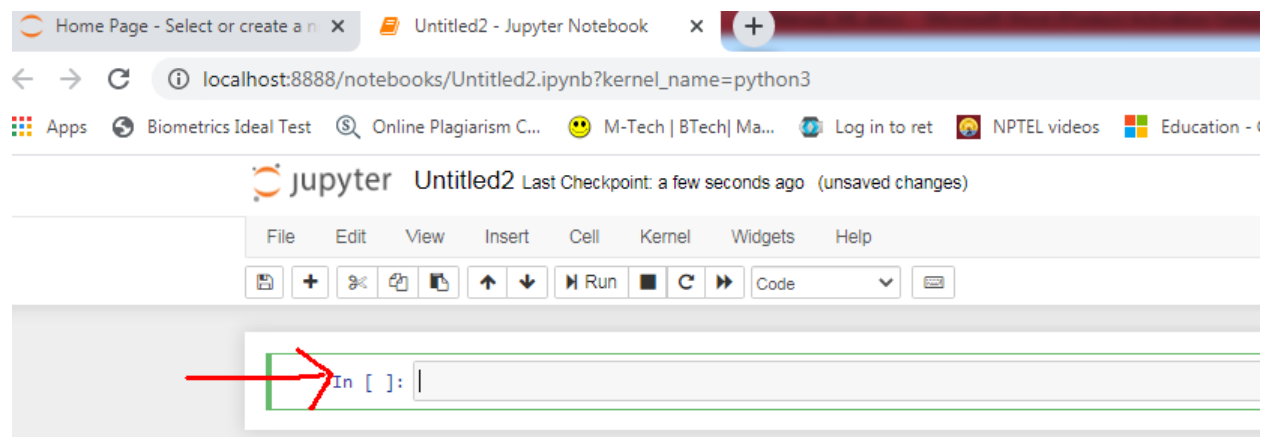 Home Page - Select or create a n
Untitled2 - Jupyter Notebook
localhost:8888/notebooks/Untitled2.ipynb?kernel_name=python3
Apps Biometrics Ideal Test Online Plagiarism C... M-Tech | BTech| Ma... Log in to ret NPTEL videos Education -
jupyter Untitled2 Last Checkpoint: a few seconds ago (unsaved changes)
File Edit View Insert Cell Kernel Widgets Help
Run Code
In [ ]: